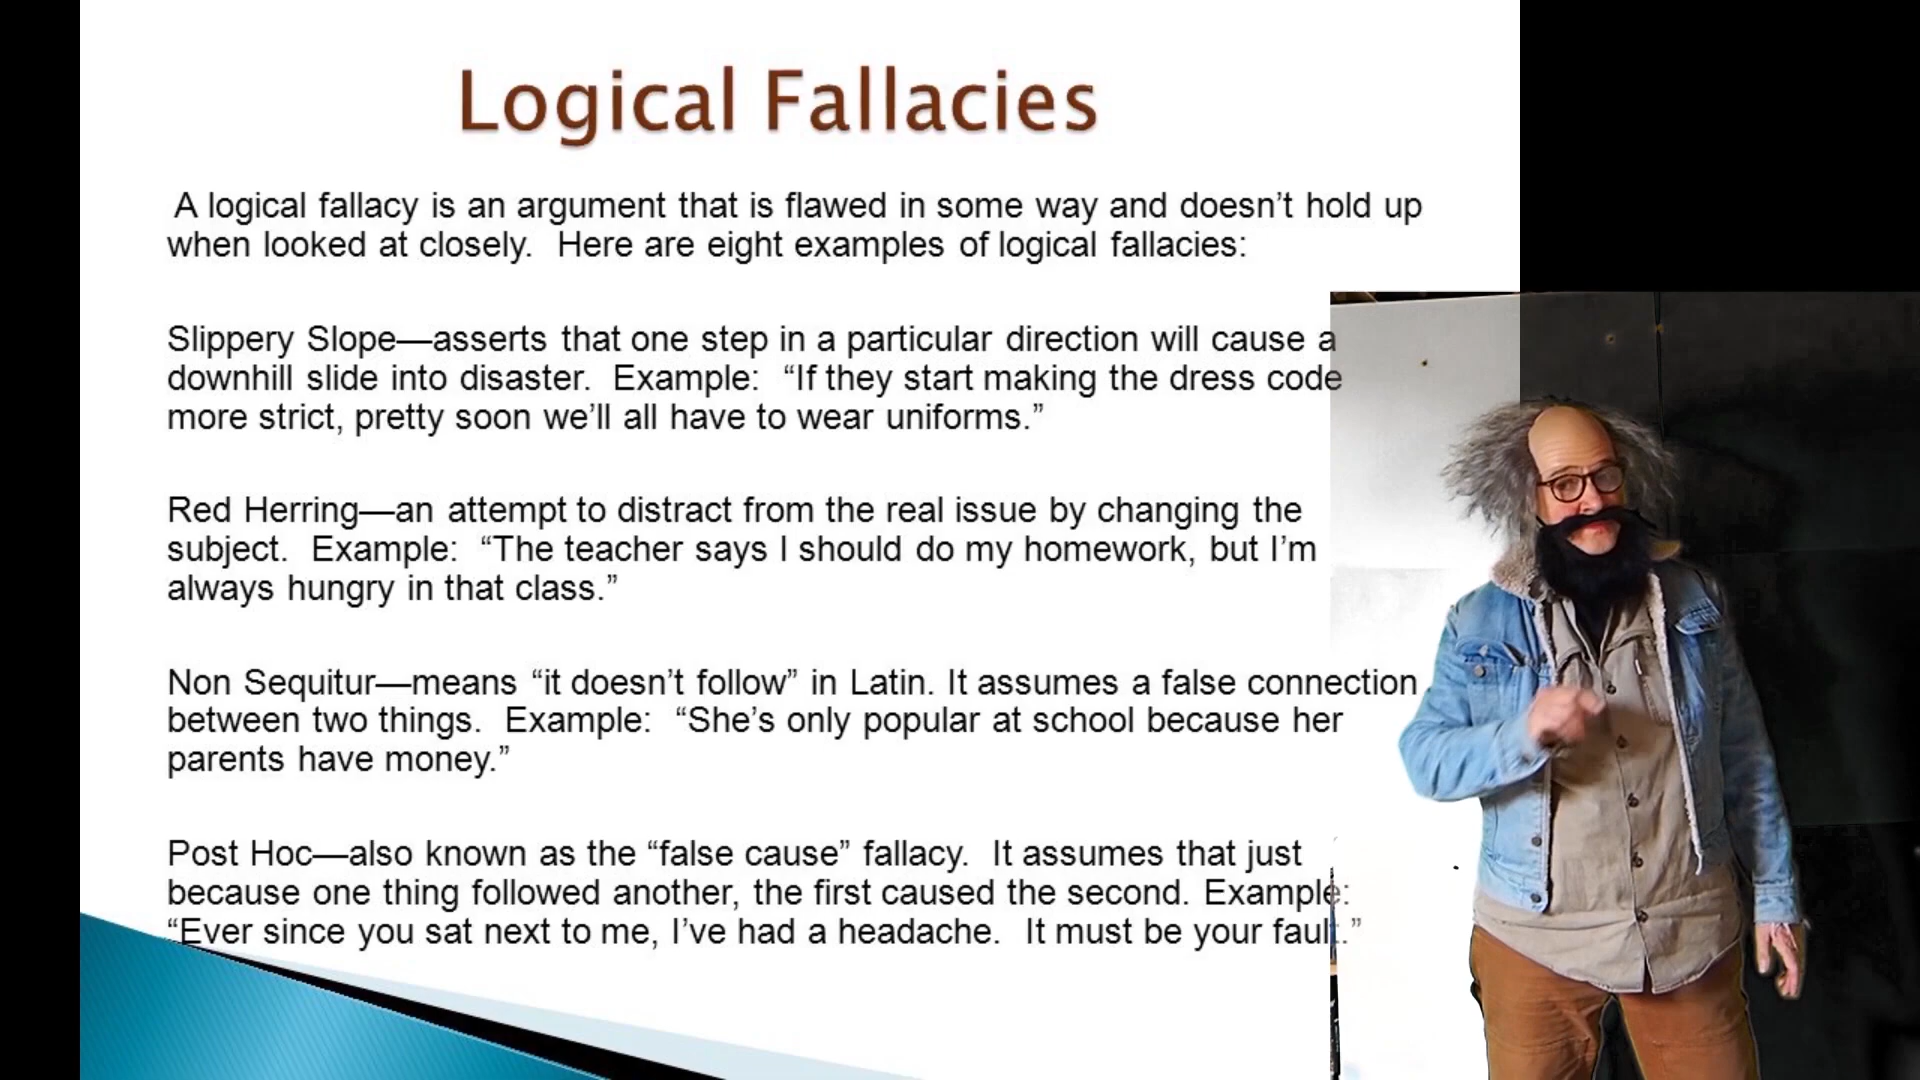 Logical Fallacies
A logical fallacy is an argument that is flawed in some way and doesn’t hold up
when looked at closely.  Here are eight examples of logical fallacies:
Slippery Slope—asserts that one step in a particular direction will cause a
downhill slide into disaster.  Example:  “If they start making the dress code
more strict, pretty soon we’ll all have to wear uniforms.”
Red Herring—an attempt to distract from the real issue by changing the
subject.  Example:  “The teacher says I should do my homework, but I’m
always hungry in that class.”
Non Sequitur—means “it doesn’t follow” in Latin. It assumes a false connection
between two things.  Example:  “She’s only popular at school because her
parents have money.”
Post Hoc—also known as the “false cause” fallacy.  It assumes that just
because one thing followed another, the first caused the second. Example:
“Ever since you sat next to me, I’ve had a headache.  It must be your fault.”